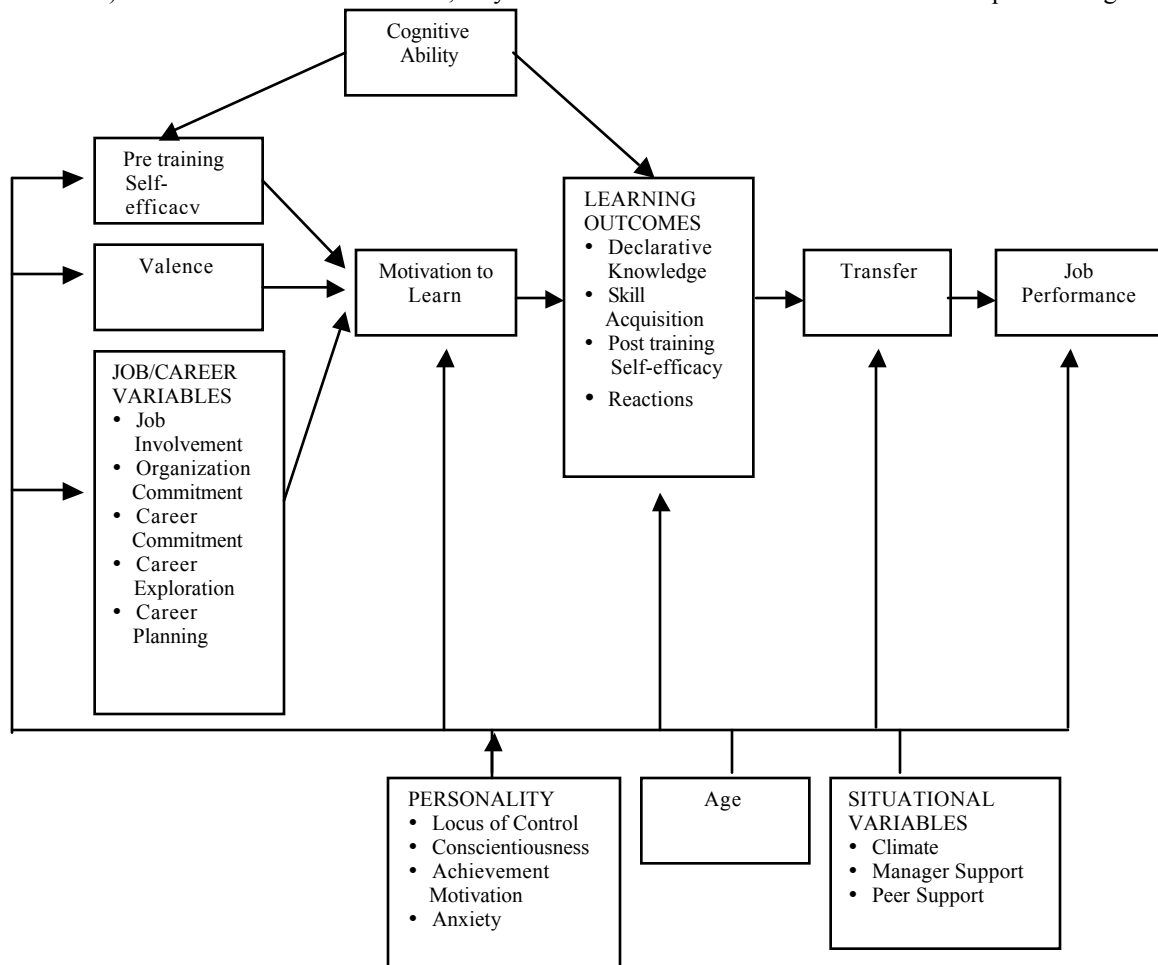 Cognitive
Ability
Pre training
Self-
efficacy
Valence
JOB/CAREER
VARIABLES
• Job
Involvement
• Organization
Commitment
• Career
Commitment
• Career
Exploration
• Career
Planning
Motivation to
Learn
LEARNING
OUTCOMES
• Declarative
Knowledge
• Skill
Acquisition
• Post training
Self-efficacy
• Reactions
Transfer
Job
Performance
PERSONALITY
• Locus of Control
• Conscientiousness
• Achievement
Motivation
• Anxiety
Age
SITUATIONAL
VARIABLES
• Climate
• Manager Support
• Peer Support